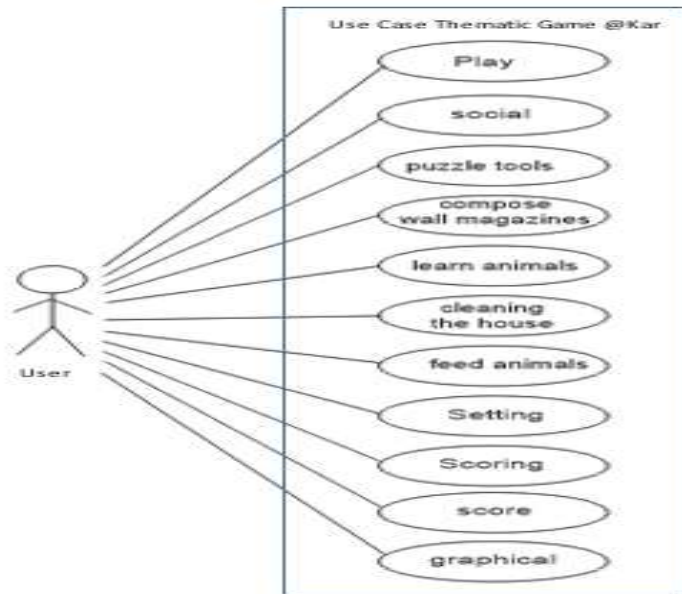 Use Case Thematic Game @Kar
Play
social
puzzle tools
compose
wall magazines
learn animals
cleaning
the house
feed animals
Setting
Scoring
score
graphical
User